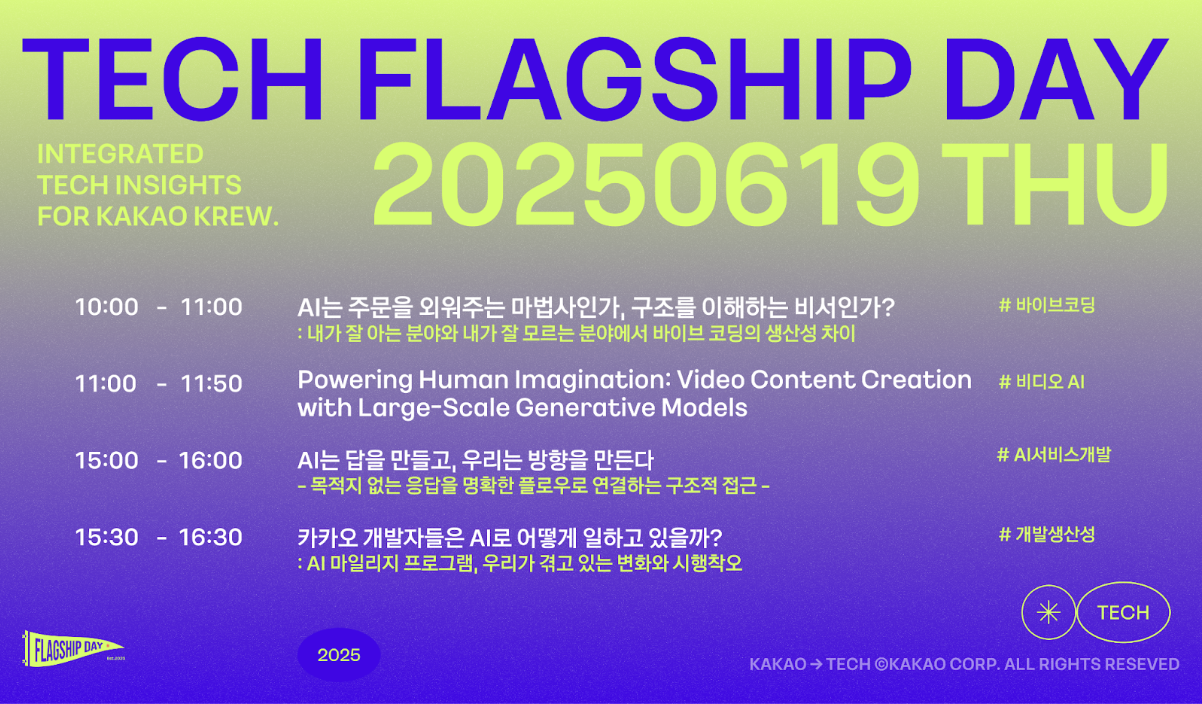 TECH FLAGSHIP DAY
INTEGRATED
TECH INSIGHTS
FOR KAKAO KREW.
20250619 THU
10:00 - 11:00
AI는 주문을 외워주는 마법사인가, 구조를 이해하는 비서인가?
: 내가 잘 아는 분야와 내가 잘 모르는 분야에서 바이브 코딩의 생산성 차이
# 바이브코딩
11:00 - 11:50
Powering Human Imagination: Video Content Creation
with Large-Scale Generative Models
# 비디오 AI
15:00 - 16:00
AI는 답을 만들고, 우리는 방향을 만든다
- 목적지 없는 응답을 명확한 플로우로 연결하는 구조적 접근 -
# AI서비스개발
15:30 - 16:30
카카오 개발자들은 AI로 어떻게 일하고 있을까?
: AI 마일리지 프로그램, 우리가 겪고 있는 변화와 시행착오
# 개발생산성
TECH
FLAGSHIP DAY
2025
KAKAO → TECH ©KAKAO CORP. ALL RIGHTS RESEVED